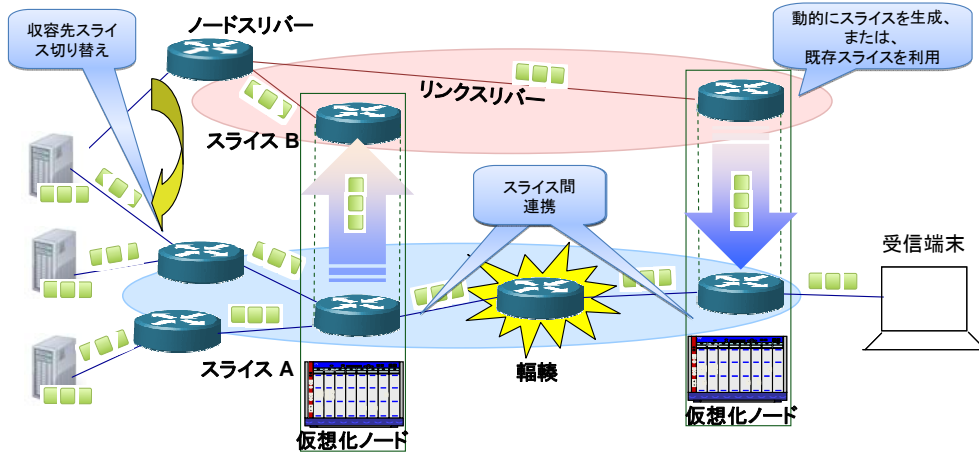 収容先スライ
ス切り替え
ノードスリバー
動的にスライスを生成、
または、
既存スライスを利用
リンクスリバー
スライス B
スライス間
連携
受信端末
スライス A
輻輳
仮想化ノード
仮想化ノード